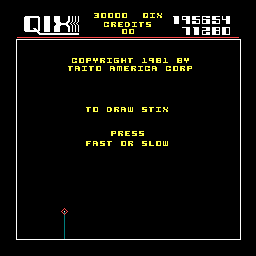 QIX 30000 QIX 195654
CREDITS 71280
00
COPYRIGHT 1981 BY
TAITO AMERICA CORP
TO DRAW STIX
PRESS
FAST OR SLOW